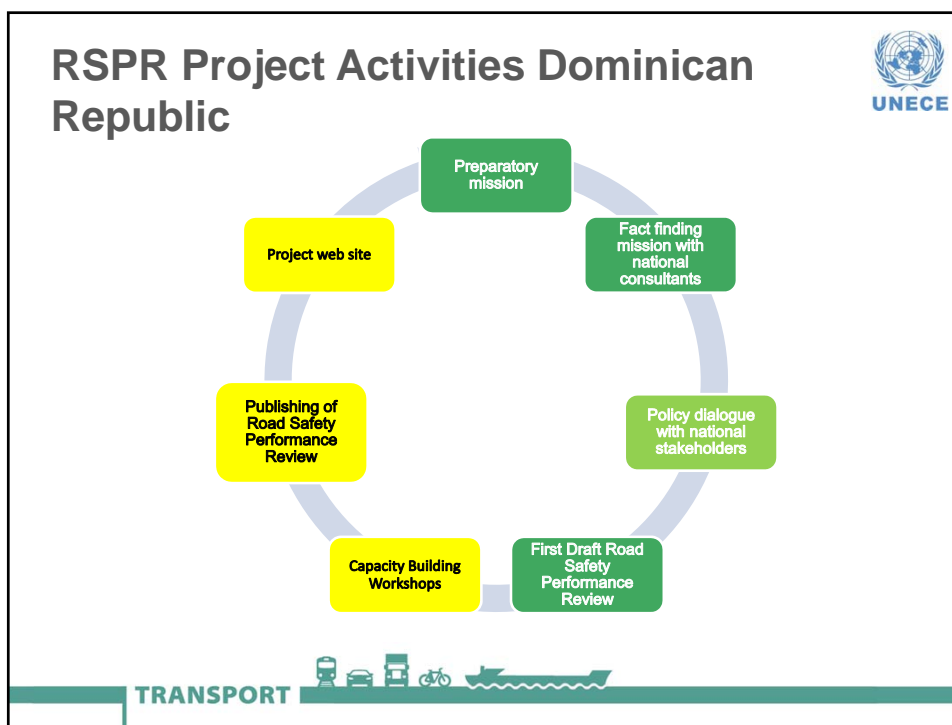 RSPR Project Activities Dominican
Republic
UNECE
Preparatory
mission
Fact finding
mission with
national
consultants
Policy dialogue
with national
stakeholders
First Draft Road
Safety
Performance
Review
Capacity Building
Workshops
Publishing of
Road Safety
Performance
Review
Project web site
TRANSPORT